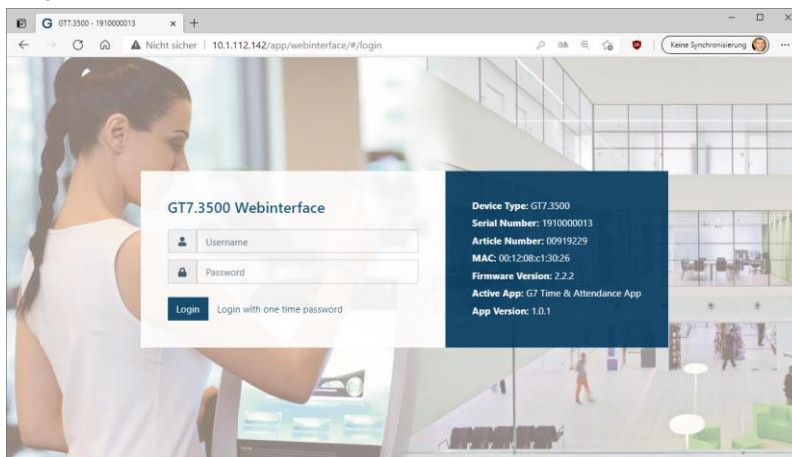 GT7.3500 - 1910000013
Nicht sicher | 10.1.112.142/app/webinterface/#/login
Keine Synchronisierung
GT7.3500 Webinterface
Username
Password
Login Login with one time password
Device Type: GT7.3500
Serial Number: 1910000013
Article Number: 00919229
MAC: 00:12:08:c1:30:26
Firmware Version: 2.2.2
Active App: G7 Time & Attendance App
App Version: 1.0.1